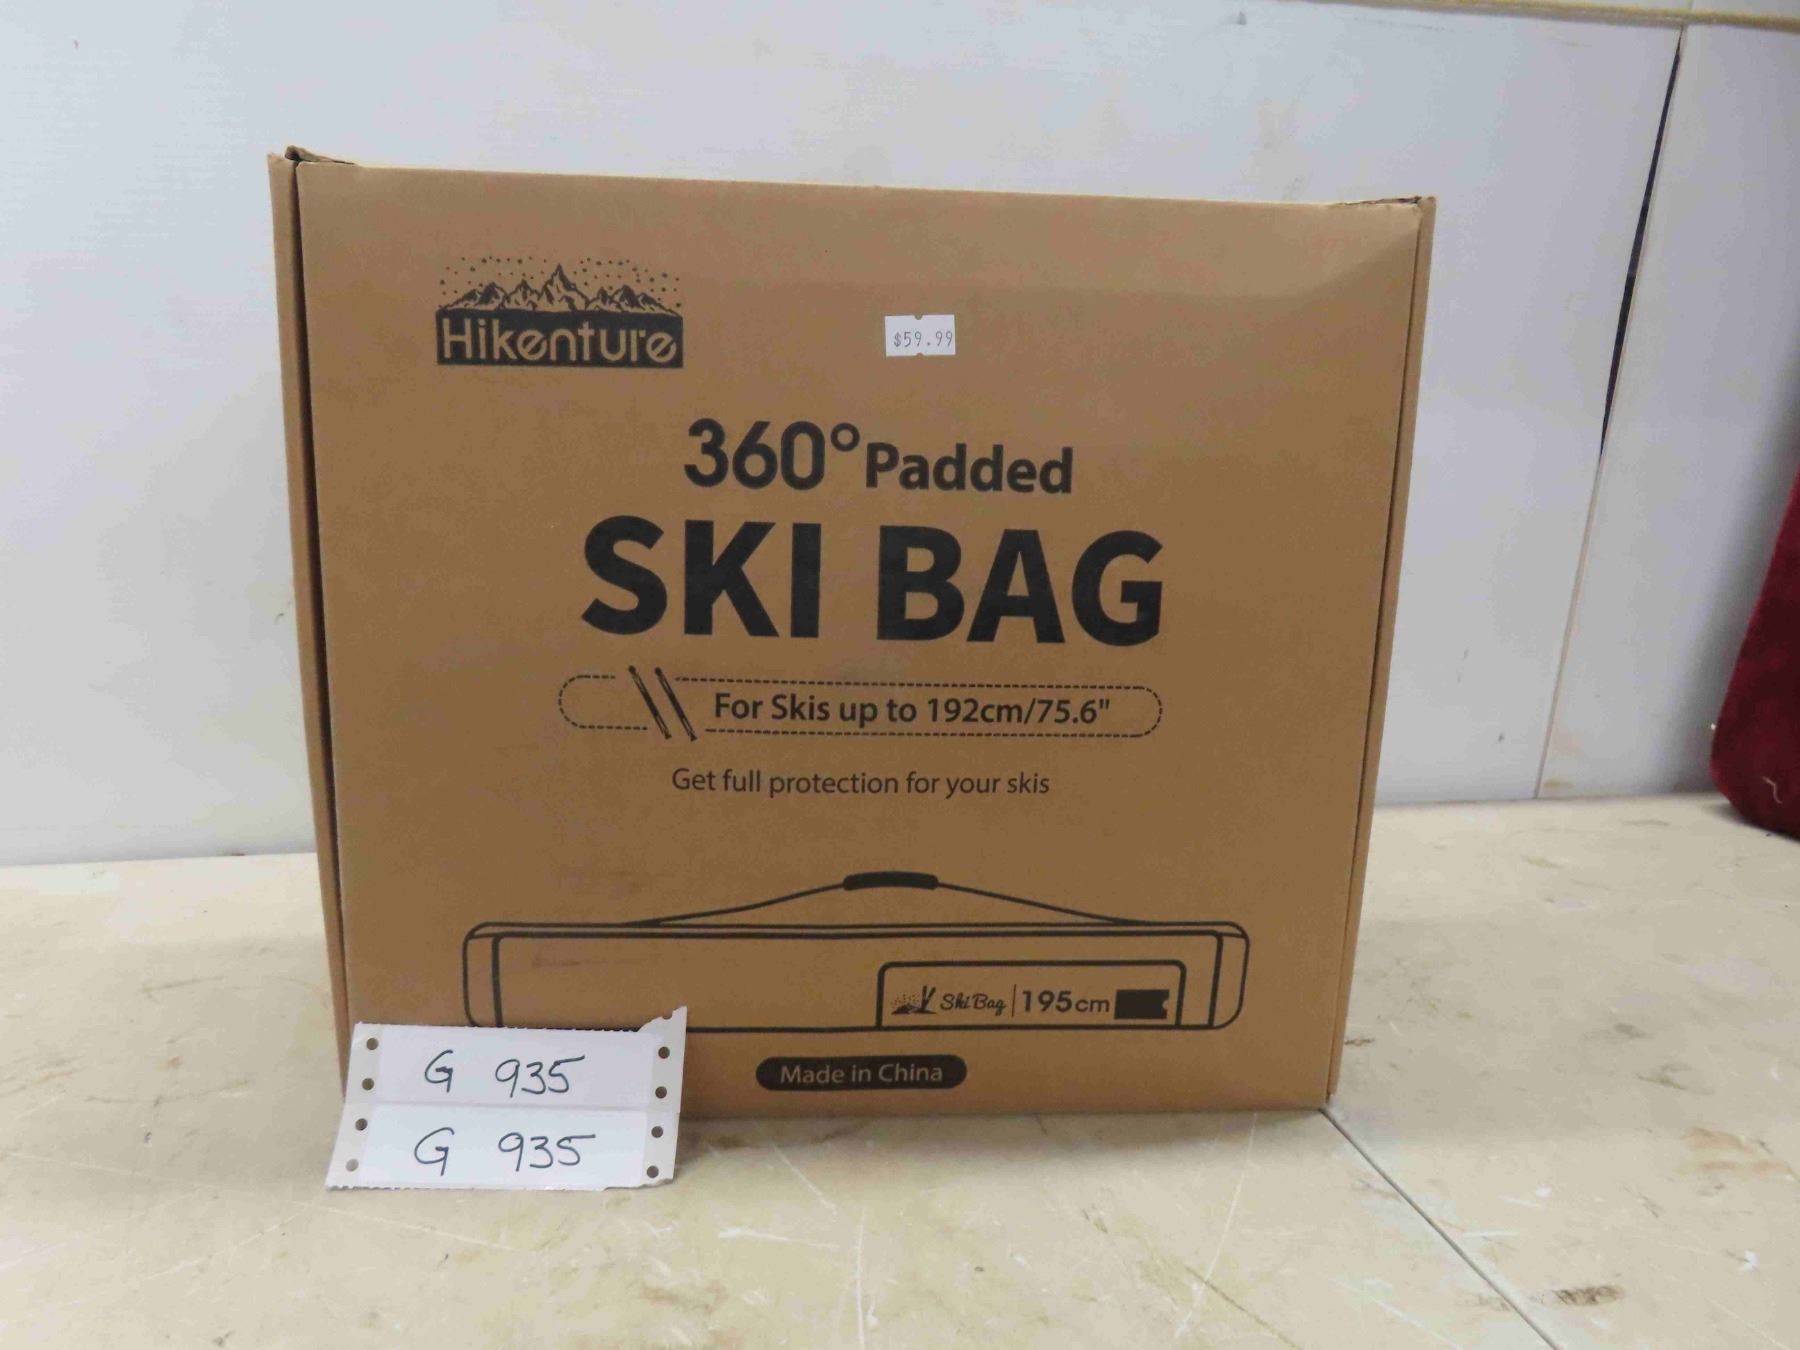 Hikenture
$59.99
360° Padded
SKI BAG
For Skis up to 192cm/75.6"
Get full protection for your skis
Ski Bag 195cm
Made in China
G 935
G 935